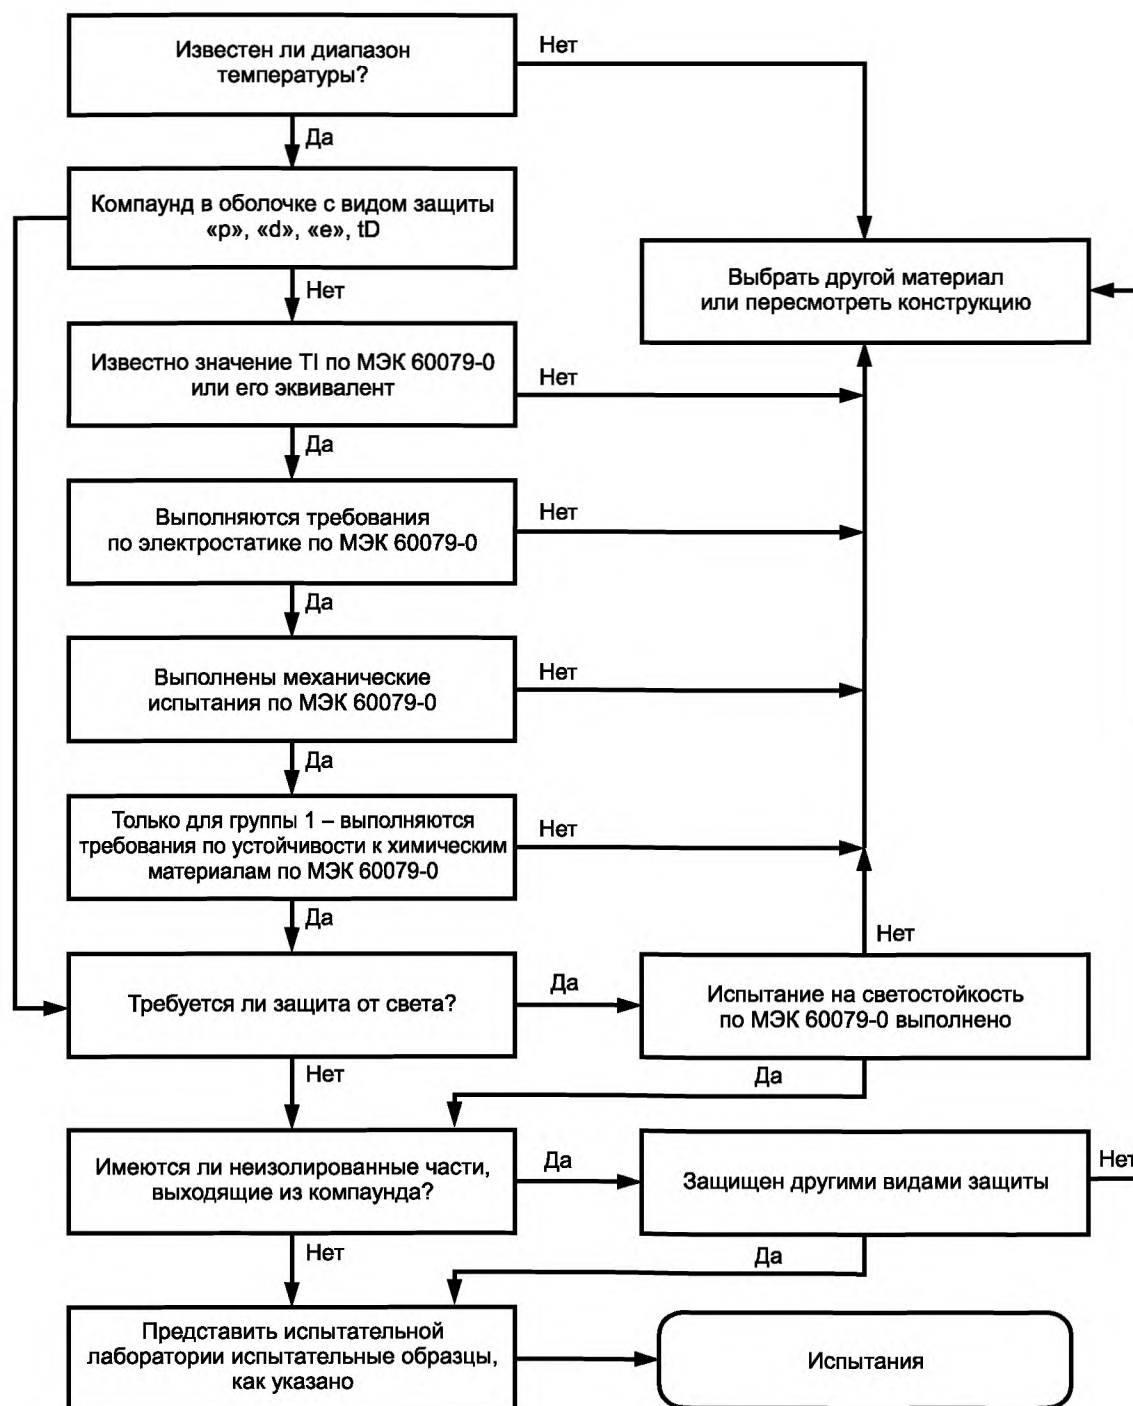 Известен ли диапазон
температуры?
Нет
Да
Компаунд в оболочке с видом защиты
«p», «d», «e», tD
Выбрать другой материал
или пересмотреть конструкцию
Нет
Известно значение TI по МЭК 60079-0
или его эквивалент
Нет
Да
Выполняются требования
по электростатике по МЭК 60079-0
Нет
Да
Выполнены механические
испытания по МЭК 60079-0
Нет
Да
Только для группы 1 – выполняются
требования по устойчивости к химическим
материалам по МЭК 60079-0
Нет
Да
Нет
Требуется ли защита от света?
Да
Испытание на светостойкость
по МЭК 60079-0 выполнено
Нет
Да
Имеются ли неизолированные части,
выходящие из компаунда?
Да
Защищен другими видами защиты
Нет
Нет
Да
Представить испытательной
лаборатории испытательные образцы,
как указано
Испытания